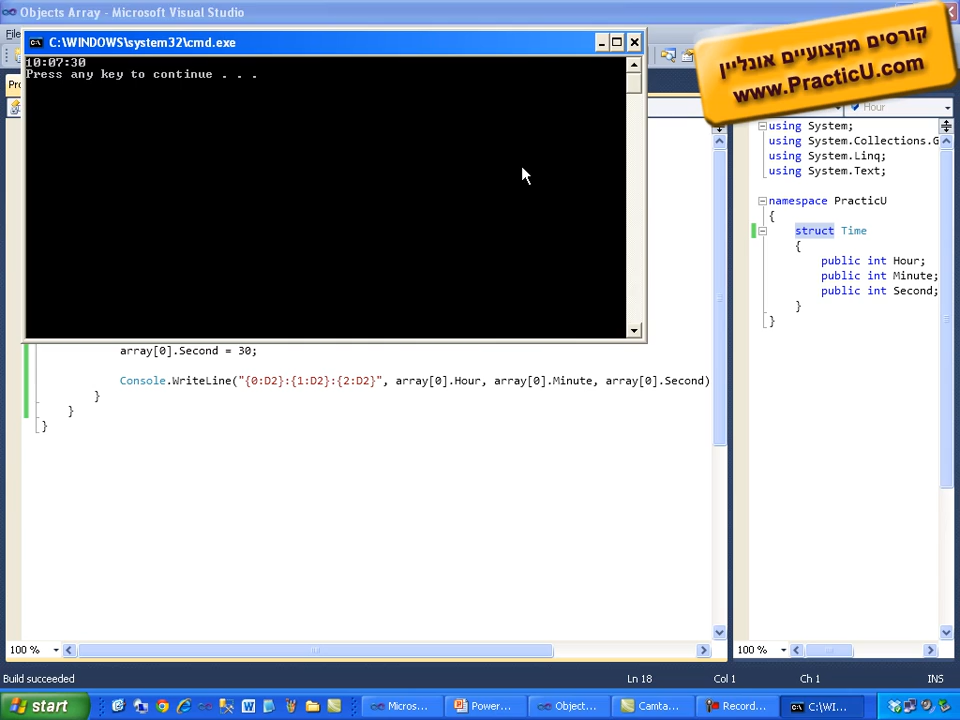 Objects Array - Microsoft Visual Studio
קורסים מקצועיים אונליין
www.PracticU.com
File
C:\WINDOWS\system32\cmd.exe
10:07:30
Press any key to continue . . .
Hour
using System;
using System.Collections.G
using System.Linq;
using System.Text;
namespace PracticU
{
struct Time
{
public int Hour;
public int Minute;
public int Second;
}
}
array[0].Second = 30;
Console.WriteLine("{0:D2}:{1:D2}:{2:D2}", array[0].Hour, array[0].Minute, array[0].Second)
}
}
}
100 %
100 %
Build succeeded
Ln 18
Col 1
Ch 1
INS
start
Micros...
Power...
Object...
Camta...
Record...
C:\WI...